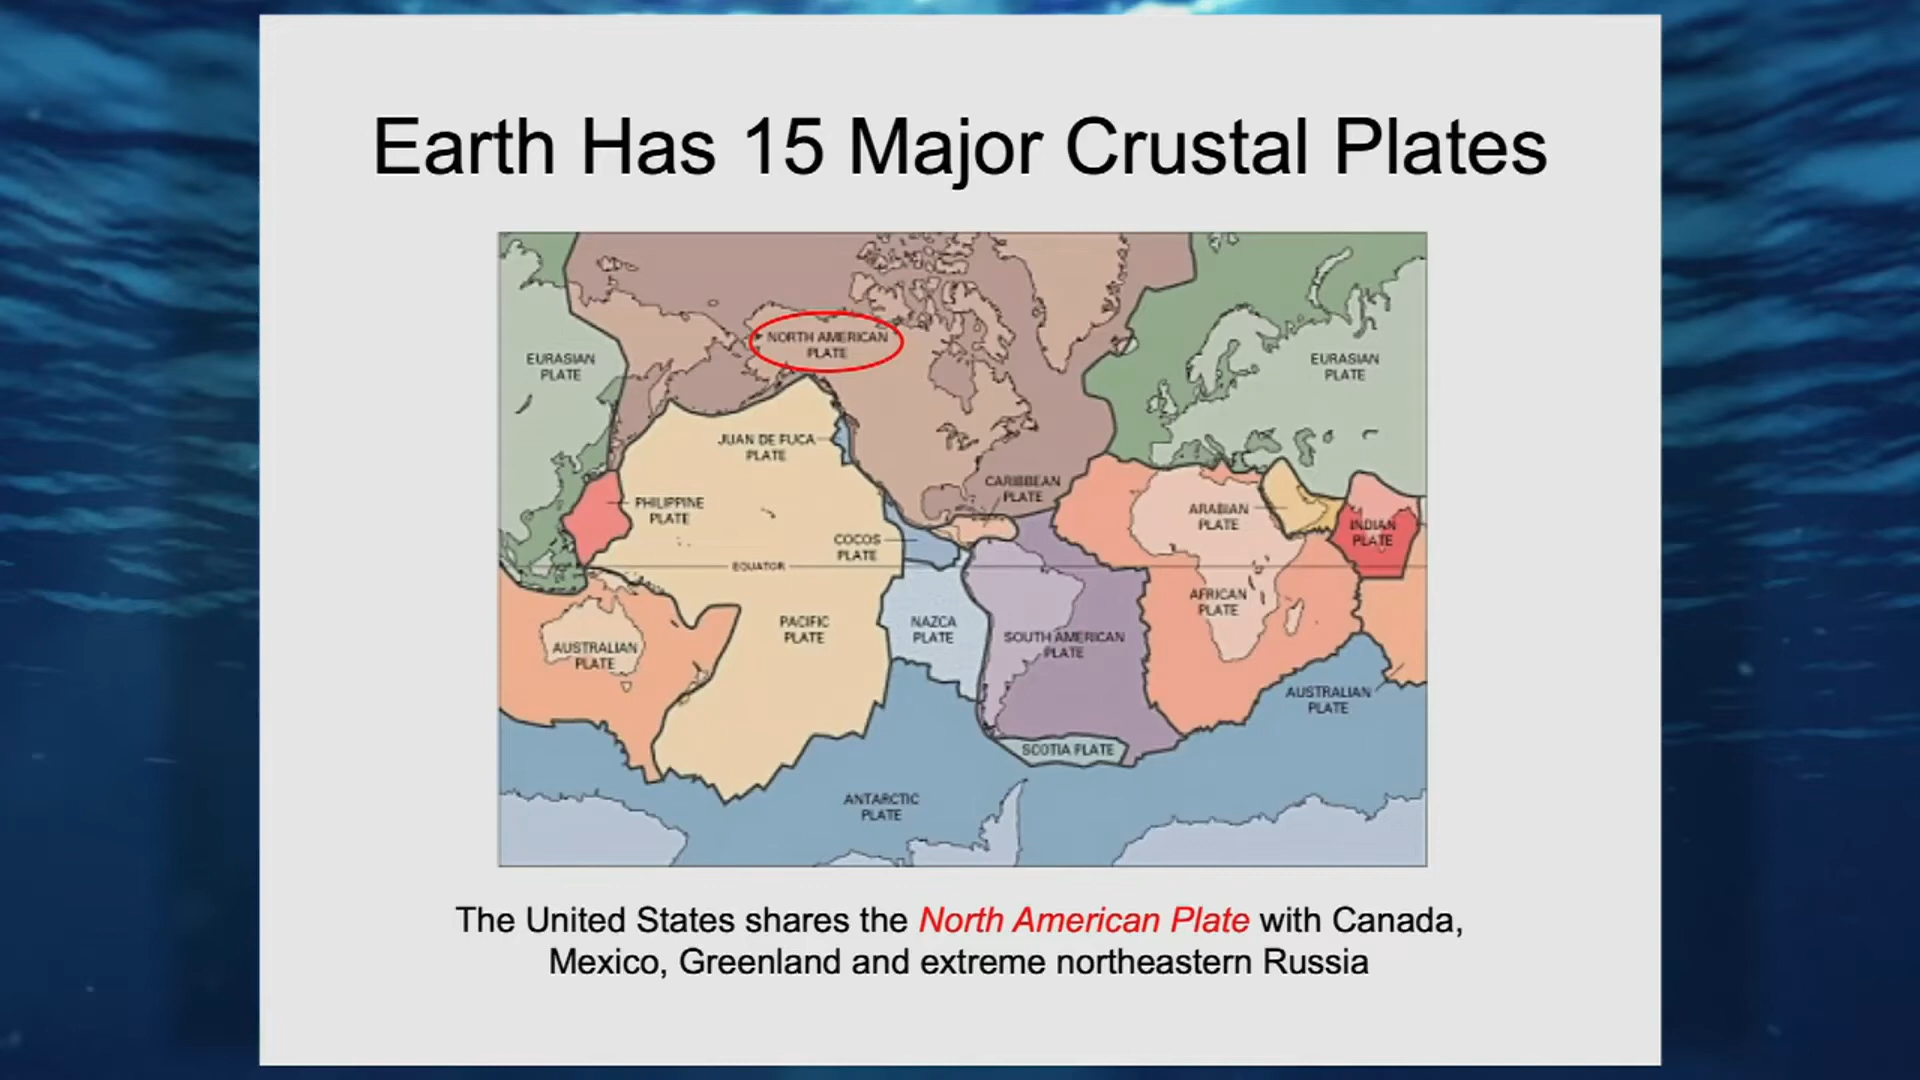 Earth Has 15 Major Crustal Plates
NORTH AMERICAN
PLATE
EURASIAN
PLATE
EURASIAN
PLATE
JUAN DE FUCA
PLATE
CARIBBEAN
PLATE
PHILIPPINE
PLATE
ARABIAN
PLATE
INDIAN
PLATE
COCOS
PLATE
EQUATOR
AFRICAN
PLATE
PACIFIC
PLATE
NAZCA
PLATE
SOUTH AMERICAN
PLATE
AUSTRALIAN
PLATE
AUSTRALIAN
PLATE
SCOTIA PLATE
ANTARCTIC
PLATE
The United States shares the North American Plate with Canada,
Mexico, Greenland and extreme northeastern Russia